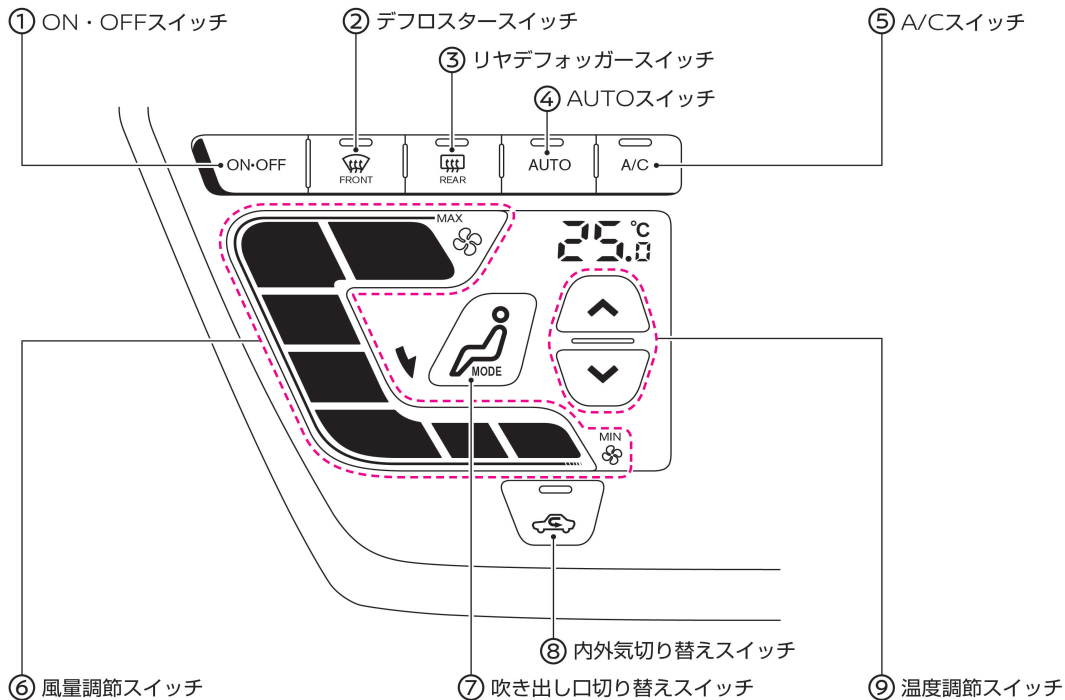 ① ON・OFFスイッチ
② デフロスタースイッチ
⑤ A/Cスイッチ
③ リヤデフォッガースイッチ
④ AUTOスイッチ
ON•OFF
FRONT
REAR
AUTO
A/C
MAX
25.0 ℃
MODE
MIN
⑧ 内外気切り替えスイッチ
⑥ 風量調節スイッチ
⑦ 吹き出し口切り替えスイッチ
⑨ 温度調節スイッチ